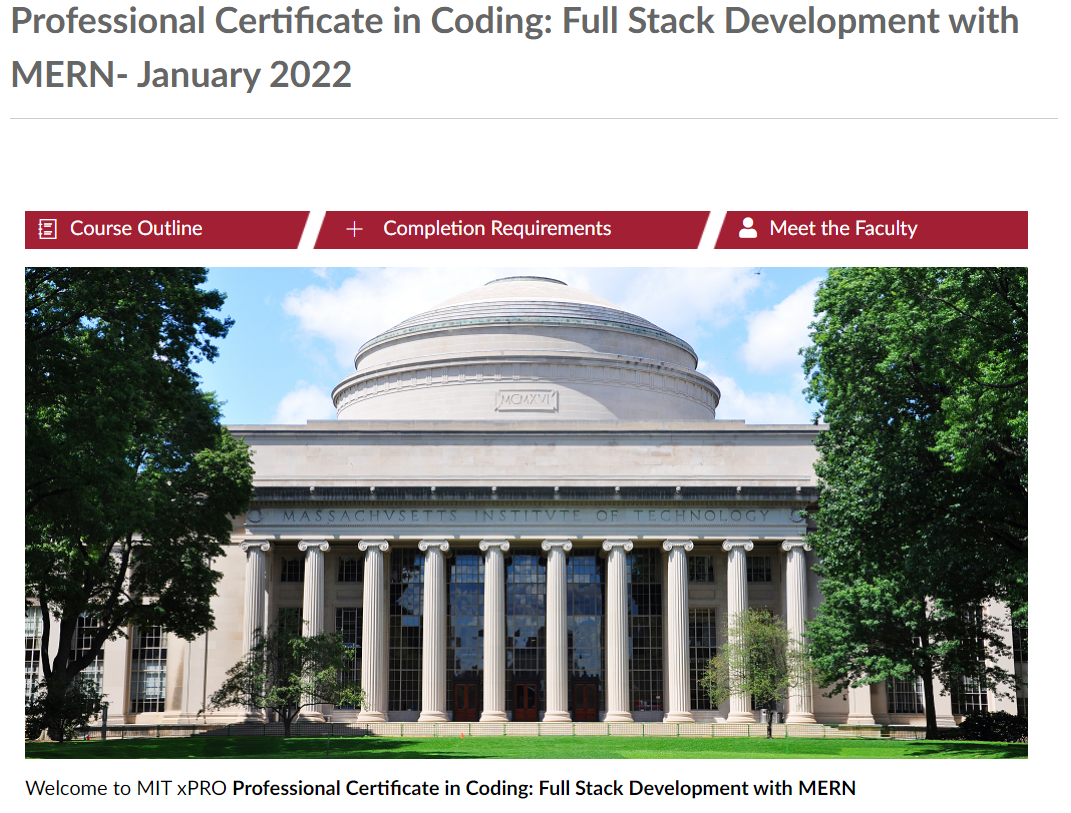 Professional Certificate in Coding: Full Stack Development with
MERN- January 2022
Course Outline
Completion Requirements
Meet the Faculty
MCMXVI
MASSACHVSETTS INSTITVTE OF TECHNOLOGY
Welcome to MIT xPRO Professional Certificate in Coding: Full Stack Development with MERN